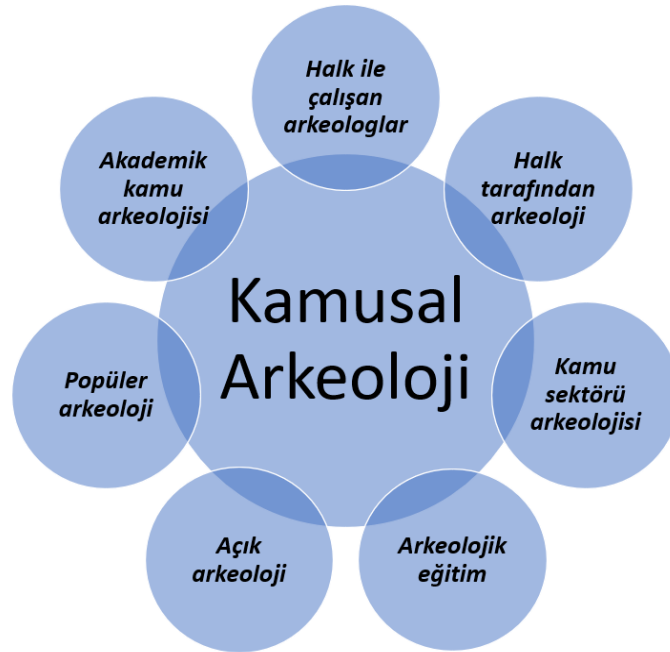 Halk ile
çalışan
arkeologlar
Akademik
kamu
arkeolojisi
Halk
tarafından
arkeoloji
Kamusal
Arkeoloji
Popüler
arkeoloji
Kamu
sektörü
arkeolojisi
Açık
arkeoloji
Arkeolojik
eğitim